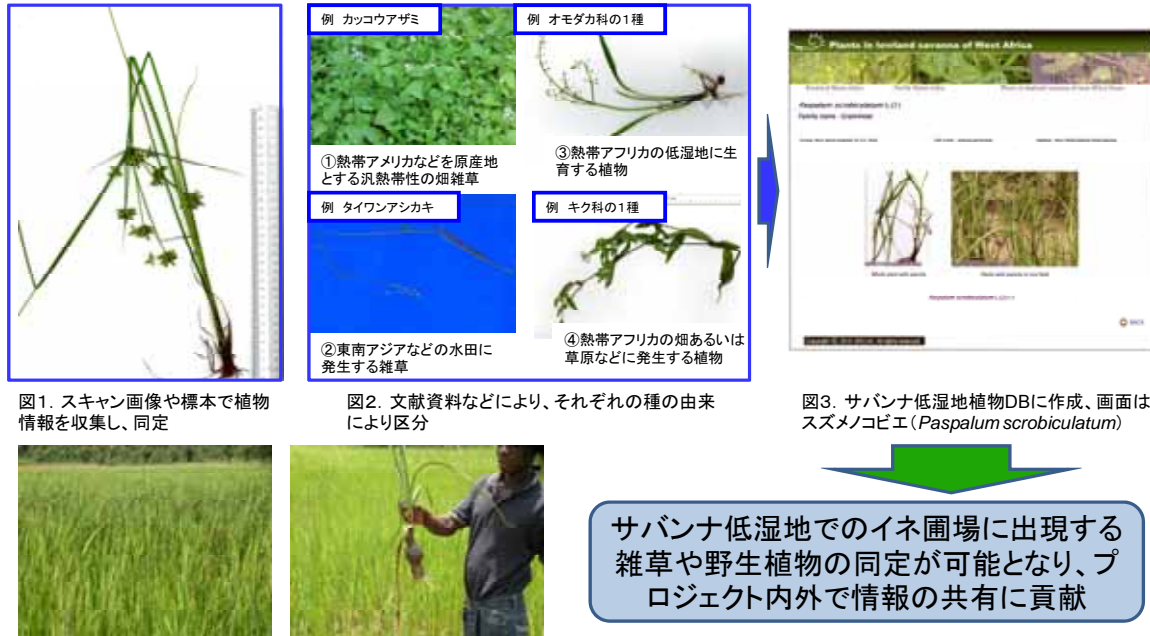 例 カッコウアザミ
①熱帯アメリカなどを原産地
とする汎熱帯性の畑雑草
例 オモダカ科の1種
③熱帯アフリカの低湿地に生
育する植物
例 タイワンアシカキ
②東南アジアなどの水田に
発生する雑草
例 キク科の1種
④熱帯アフリカの畑あるいは
草原などに発生する植物
Plants in lowland savanna of West Africa
Paspalum scrobiculatum L.
BACK
図1．スキャン画像や標本で植物
情報を収集し、同定
図2．文献資料などにより、それぞれの種の由来
により区分
図3．サバンナ低湿地植物DBに作成、画面は
スズメノコビエ(Paspalum scrobiculatum)
サバンナ低湿地でのイネ圃場に出現する
雑草や野生植物の同定が可能となり、プ
ロジェクト内外で情報の共有に貢献